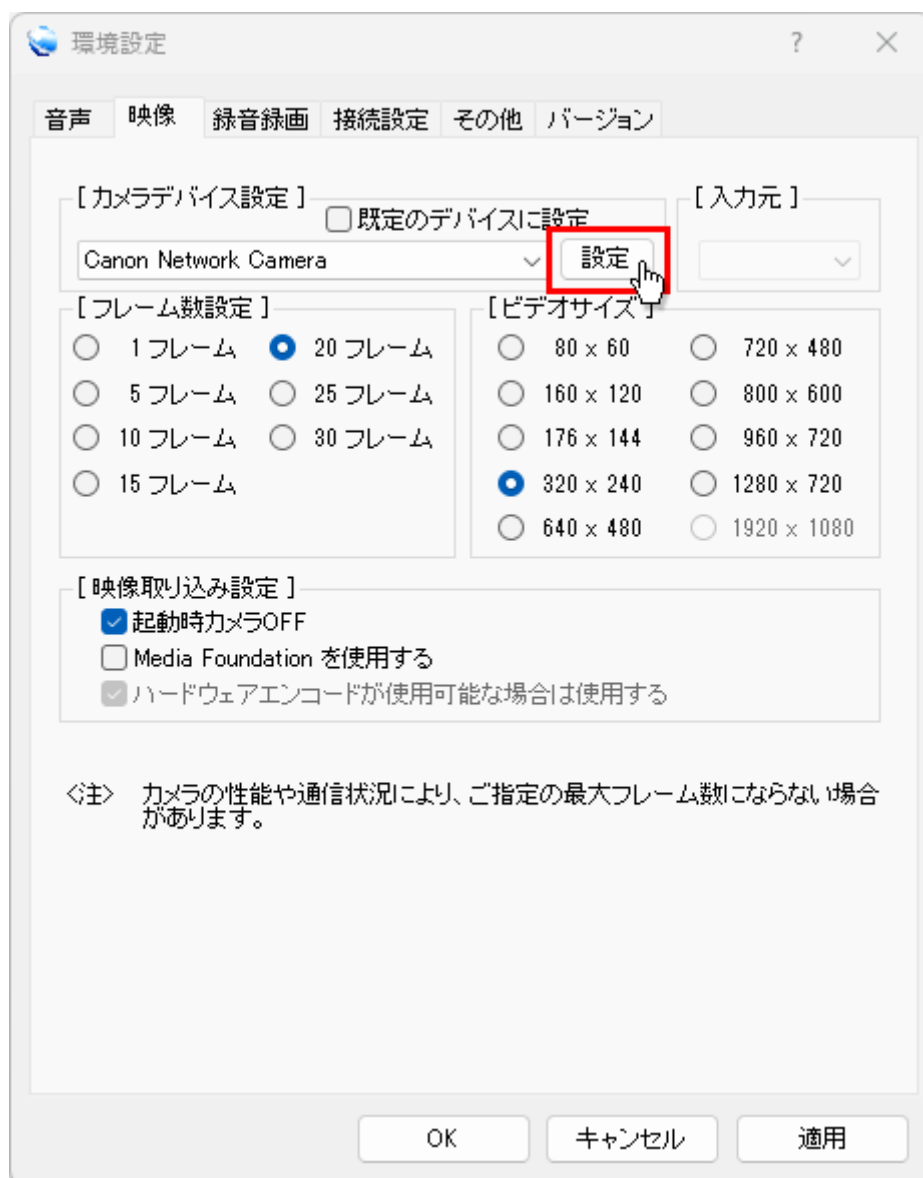 環境設定
音声 映像 録音録画 接続設定 その他 バージョン
[ カメラデバイス設定 ] [ 入力元 ]
既定のデバイスに設定
Canon Network Camera 設定
[ フレーム数設定 ] [ ビデオサイズ ]
1 フレーム 20 フレーム 80 x 60 720 x 480
5 フレーム 25 フレーム 160 x 120 800 x 600
10 フレーム 30 フレーム 176 x 144 960 x 720
15 フレーム 320 x 240 1280 x 720
640 x 480 1920 x 1080
[ 映像取り込み設定 ]
起動時カメラOFF
Media Foundation を使用する
ハードウェアエンコードが使用可能な場合は使用する
<注> カメラの性能や通信状況により、ご指定の最大フレーム数にならない場合
があります。
OK キャンセル 適用